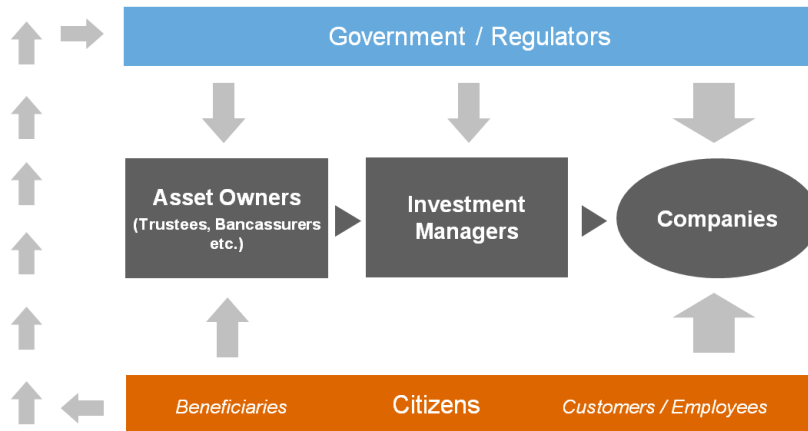 Government / Regulators
Asset Owners
(Trustees, Bancassurers
etc.)
Investment
Managers
Companies
Beneficiaries
Citizens
Customers / Employees